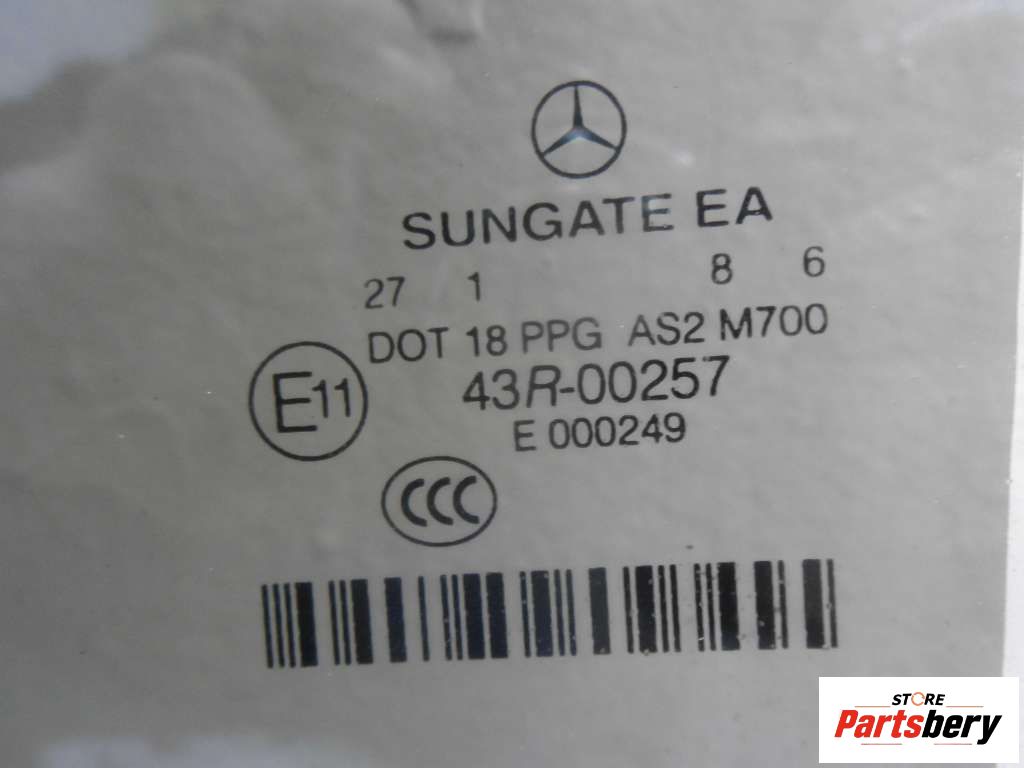 SUNGATE EA
27 1 8 6
DOT 18 PPG AS2 M700
E11
43R-00257
E 000249
CCC
STORE
Partsbery